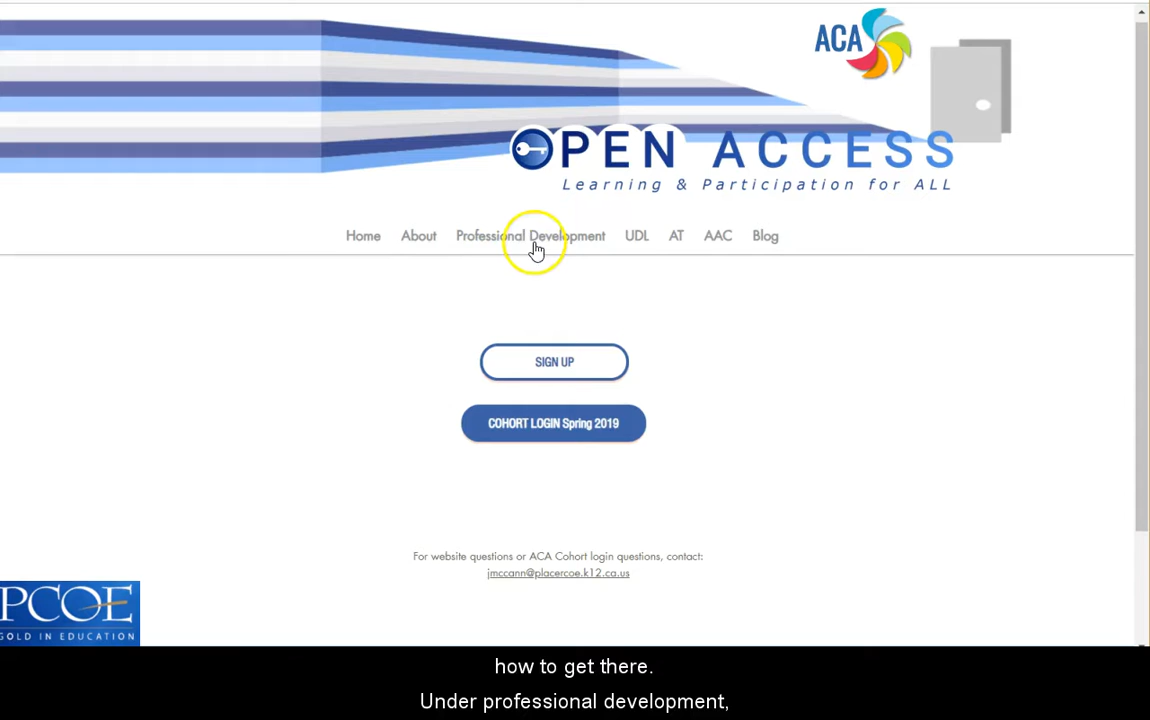 ACA
OPEN ACCESS
Learning & Participation for ALL
Home About Professional Development UDL AT AAC Blog
SIGN UP
COHORT LOGIN Spring 2019
For website questions or ACA Cohort login questions, contact:
jmccann@placercoe.k12.ca.us
PCOE
GOLD IN EDUCATION
how to get there.
Under professional development,